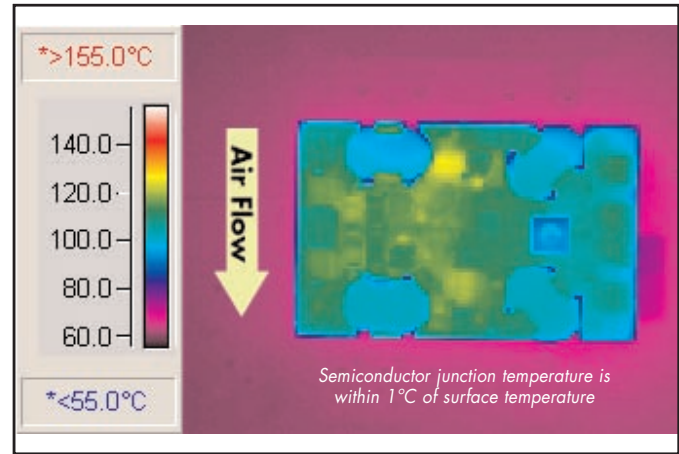 *>155.0°C
140.0
120.0
100.0
80.0
60.0
*<55.0°C
Air Flow
Semiconductor junction temperature is
within 1°C of surface temperature